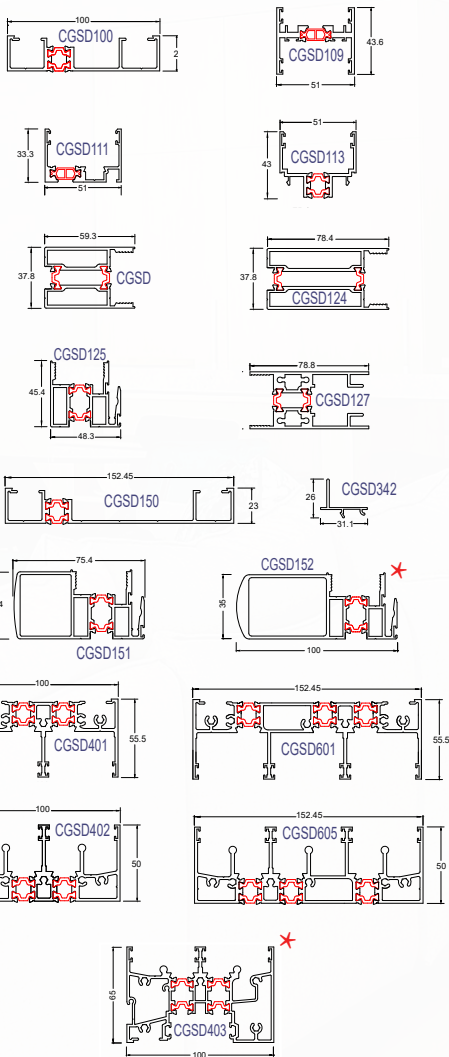 100
CGSD100
2
CGSD109
43.6
51
33.3
CGSD111
51
51
CGSD113
43
59.3
37.8
CGSD
78.4
37.8
CGSD124
CGSD125
45.4
48.3
78.8
CGSD127
152.45
CGSD150
23
CGSD342
26
31.1
75.4
4
CGSD151
CGSD152
35
100
100
CGSD401
55.5
152.45
CGSD601
55.5
100
CGSD402
50
152.45
CGSD605
50
65
CGSD403
100